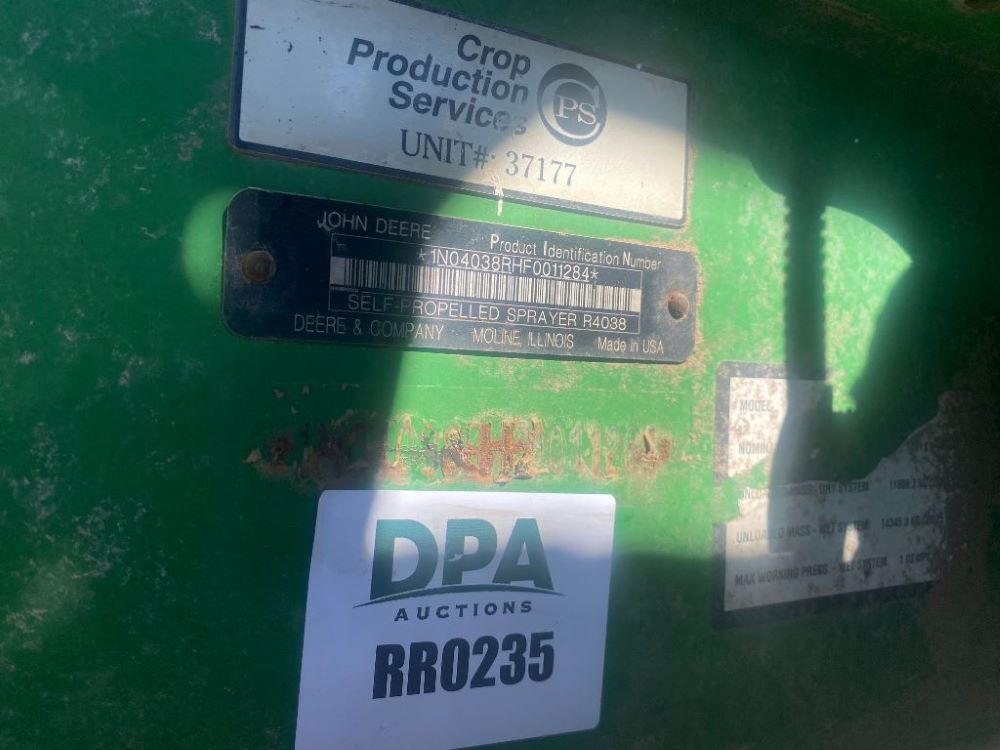 Crop
Production
Services
CPS
UNIT#: 37177
JOHN DEERE
Product Identification Number
*1N04038RHF0011284*
SELF-PROPELLED SPRAYER R4038
DEERE & COMPANY MOLINE, ILLINOIS Made in USA
MODEL
UNLOADED MASS - WET SYSTEM
MAX WORKING PRESS - WET SYSTEM
DPA
AUCTIONS
RR0235